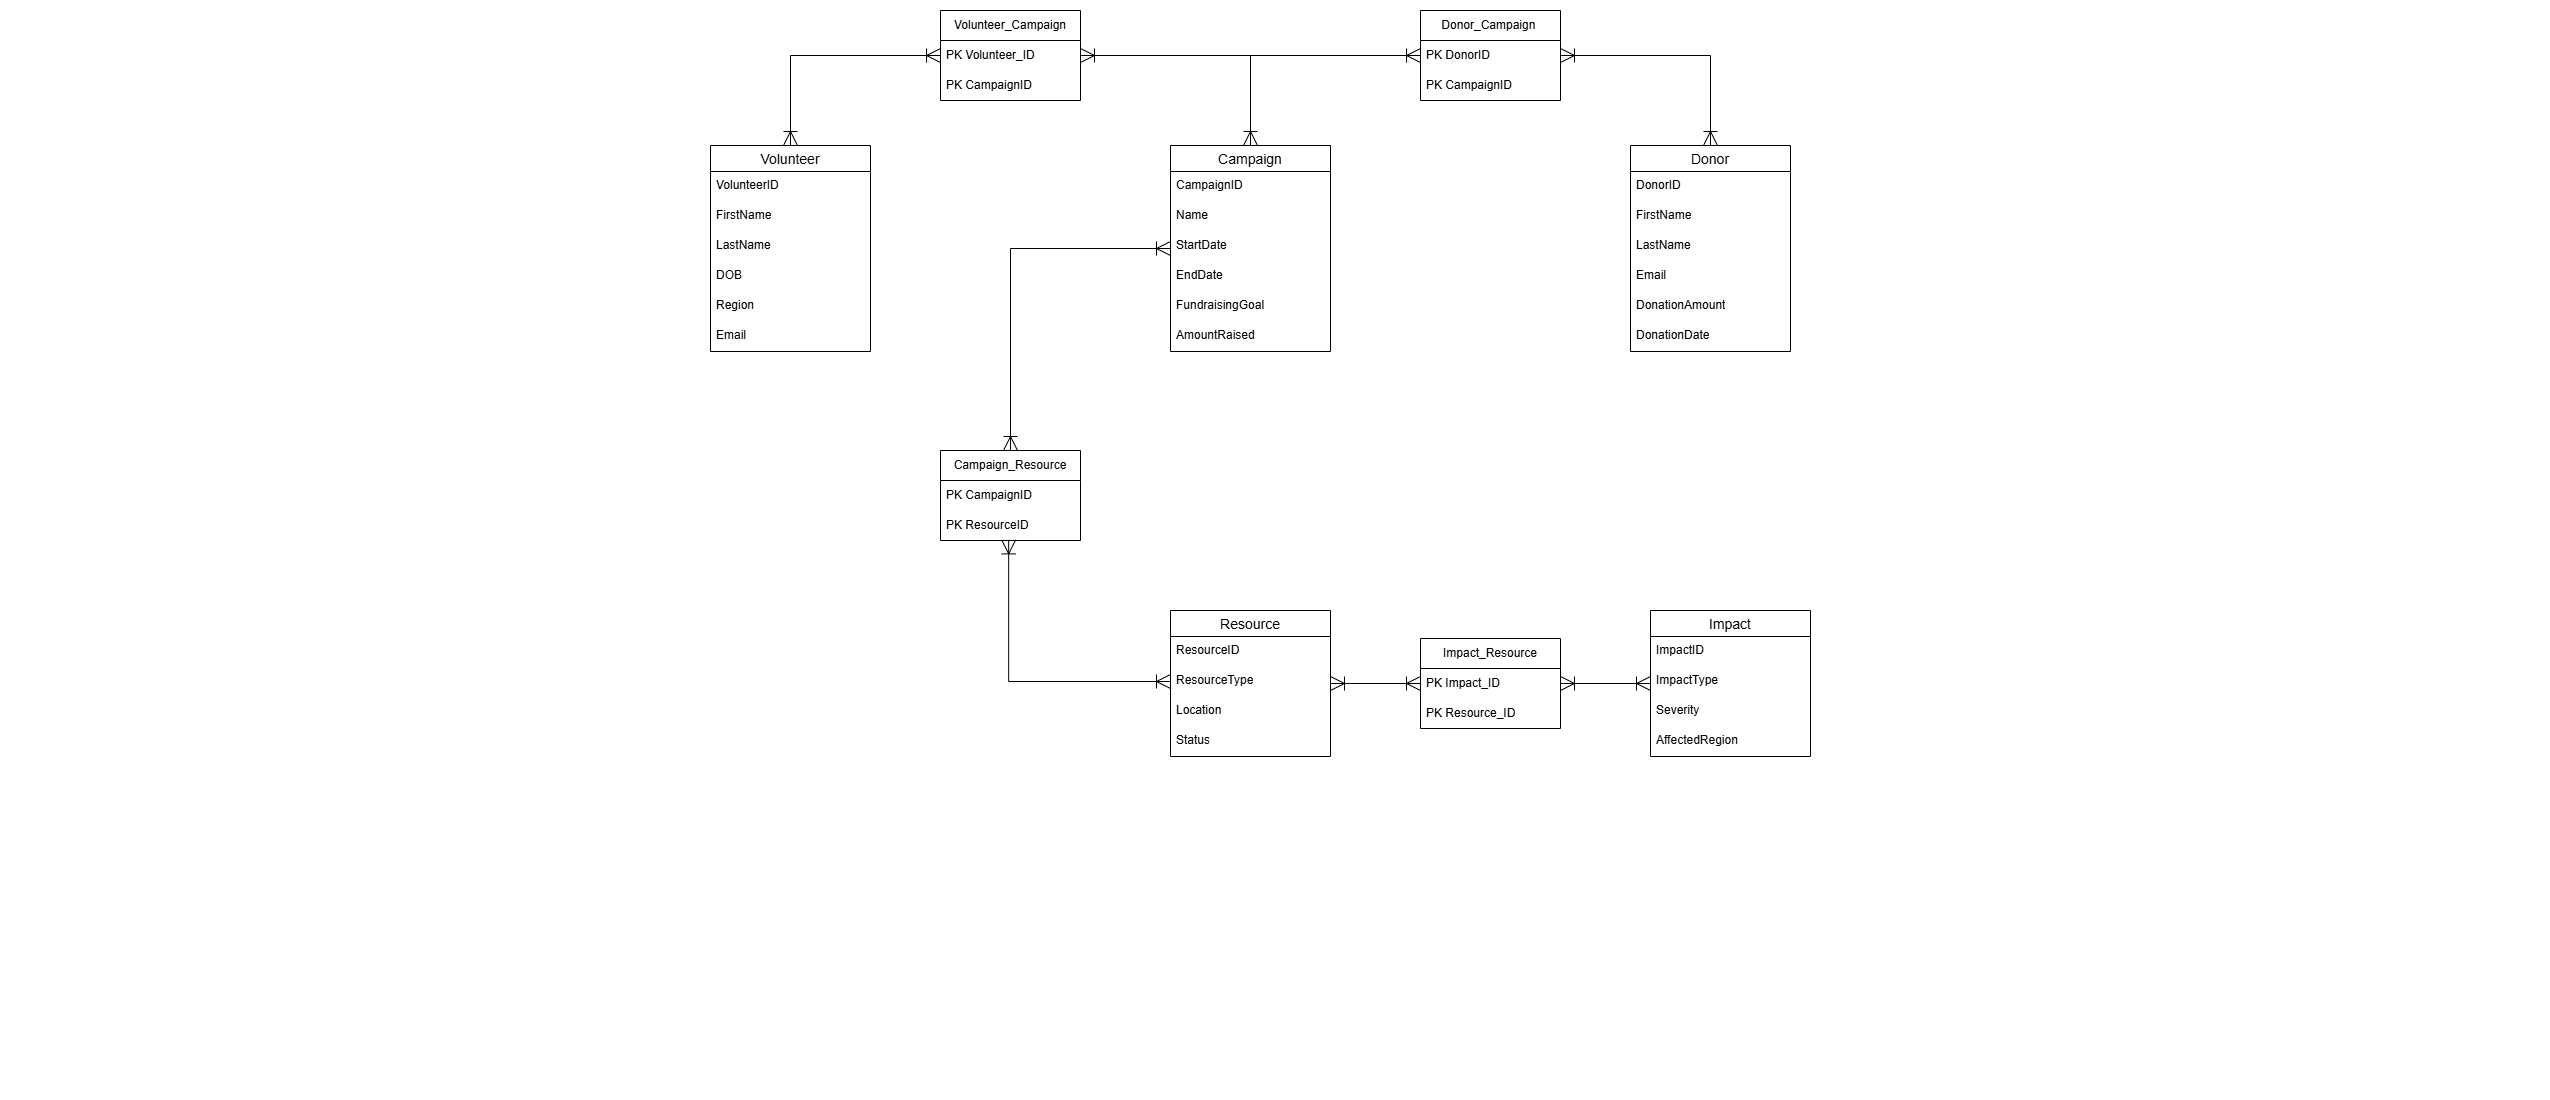 Volunteer_Campaign
PK Volunteer_ID
PK CampaignID
Donor_Campaign
PK DonorID
PK CampaignID
Volunteer
VolunteerID
FirstName
LastName
DOB
Region
Email
Campaign
CampaignID
Name
StartDate
EndDate
FundraisingGoal
AmountRaised
Donor
DonorID
FirstName
LastName
Email
DonationAmount
DonationDate
Campaign_Resource
PK CampaignID
PK ResourceID
Resource
ResourceID
ResourceType
Location
Status
Impact_Resource
PK Impact_ID
PK Resource_ID
Impact
ImpactID
ImpactType
Severity
AffectedRegion